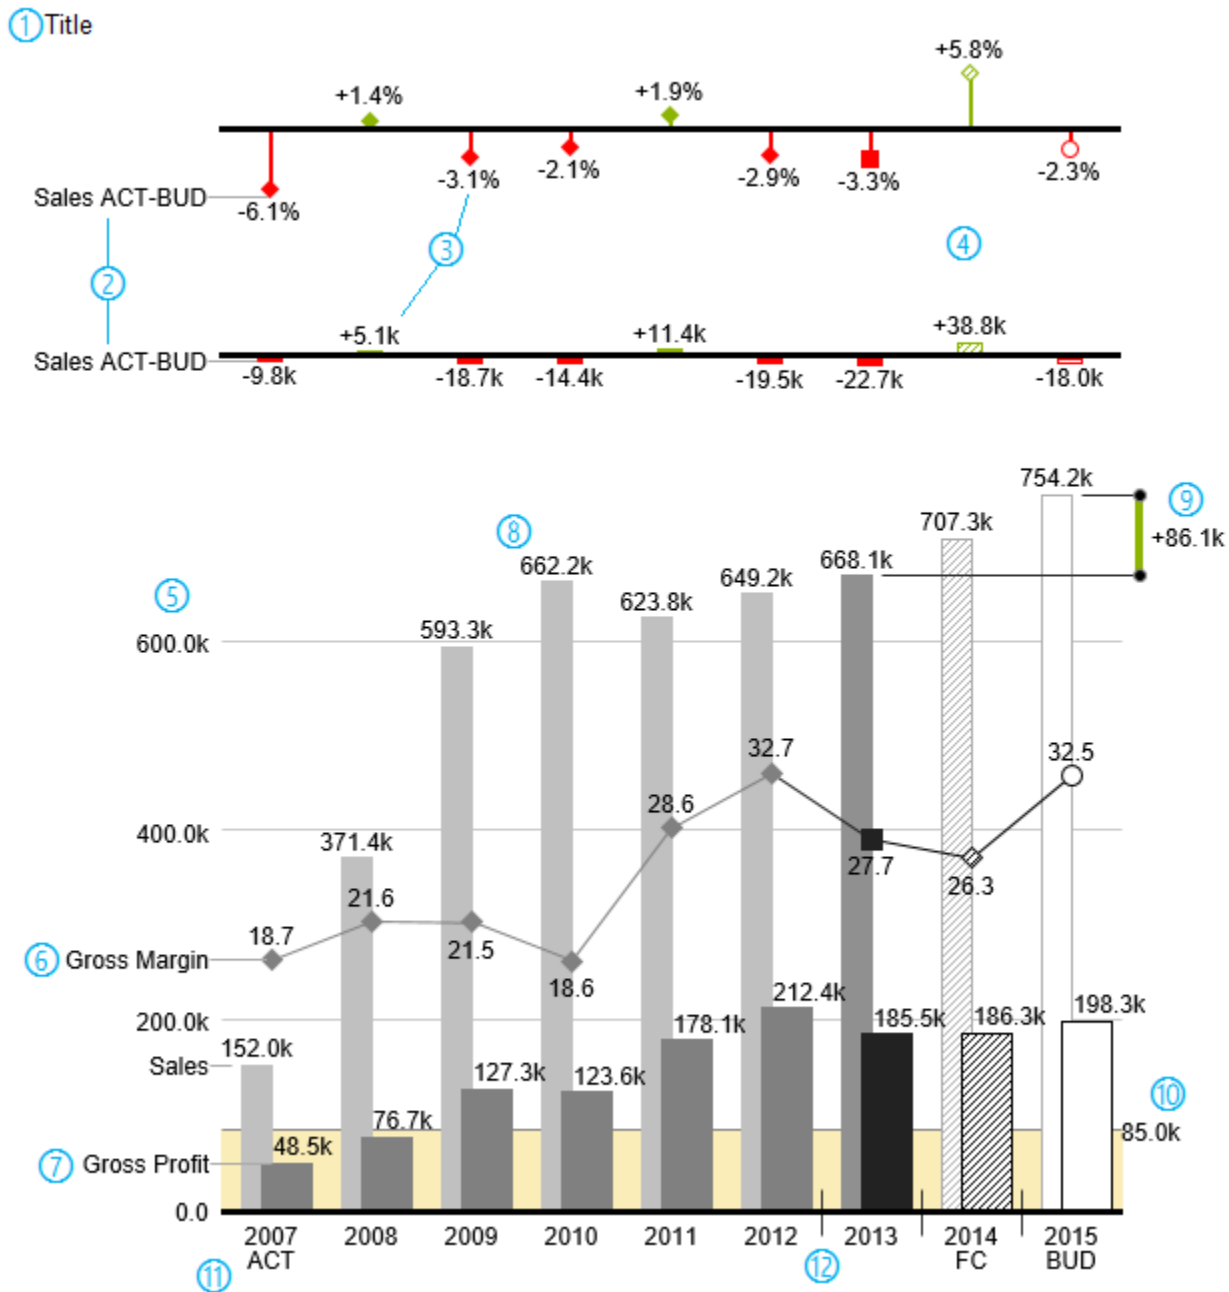 1 Title
+5.8%
+1.4% +1.9%
-3.1% -2.1% -2.9% -3.3% -2.3%
Sales ACT-BUD -6.1%
3 4
2
+5.1k +11.4k +38.8k
Sales ACT-BUD -9.8k -18.7k -14.4k -19.5k -22.7k -18.0k
754.2k 9
8 707.3k +86.1k
662.2k 649.2k 668.1k
5 623.8k
600.0k 593.3k
32.7 32.5
28.6
400.0k 371.4k 27.7
21.6 26.3
18.7 21.5
6 Gross Margin 18.6
212.4k 198.3k
200.0k 178.1k 185.5k 186.3k
Sales 152.0k 127.3k 123.6k
10
76.7k 85.0k
7 Gross Profit 48.5k
0.0
2007 2008 2009 2010 2011 2012 2013 2014 2015
ACT FC BUD
11 12